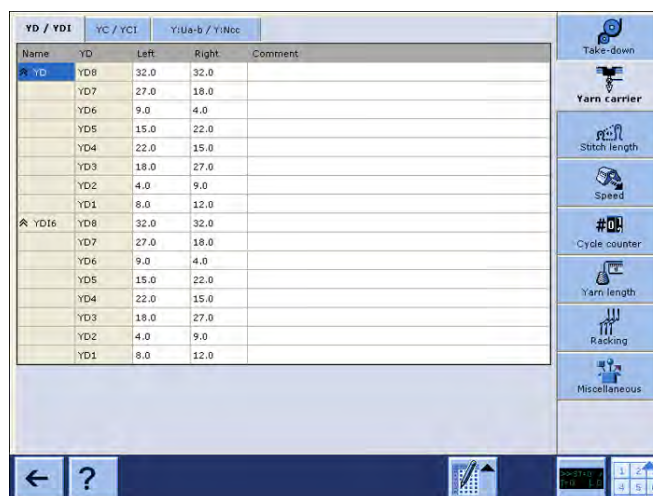 YD / YDI YC / YCI Y:Ua-b / Y:Ncc
Name YD Left Right Comment
YD YD8 32.0 32.0
YD7 27.0 18.0
YD6 9.0 4.0
YD5 15.0 22.0
YD4 22.0 15.0
YD3 18.0 27.0
YD2 4.0 9.0
YD1 8.0 12.0
YDI6 YD8 32.0 32.0
YD7 27.0 18.0
YD6 9.0 4.0
YD5 15.0 22.0
YD4 22.0 15.0
YD3 18.0 27.0
YD2 4.0 9.0
YD1 8.0 12.0
Take-down
Yarn carrier
Stitch length
Speed
#0
Cycle counter
Yarn length
Racking
Miscellaneous
?
1 2
4 5